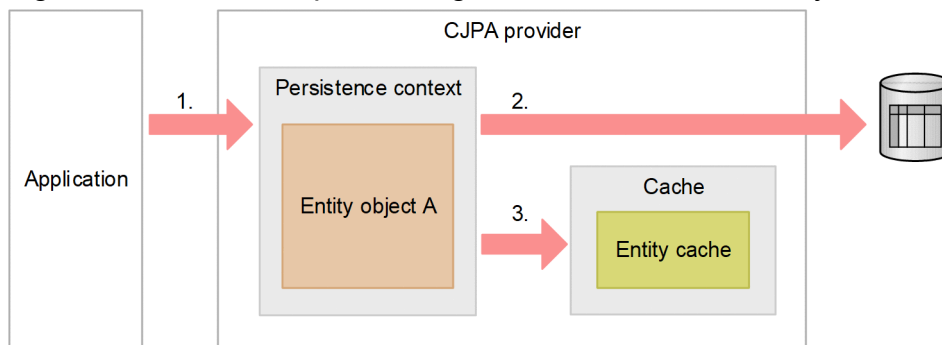 CJPA provider
Persistence context
1.
2.
Application
Entity object A
Cache
3.
Entity cache